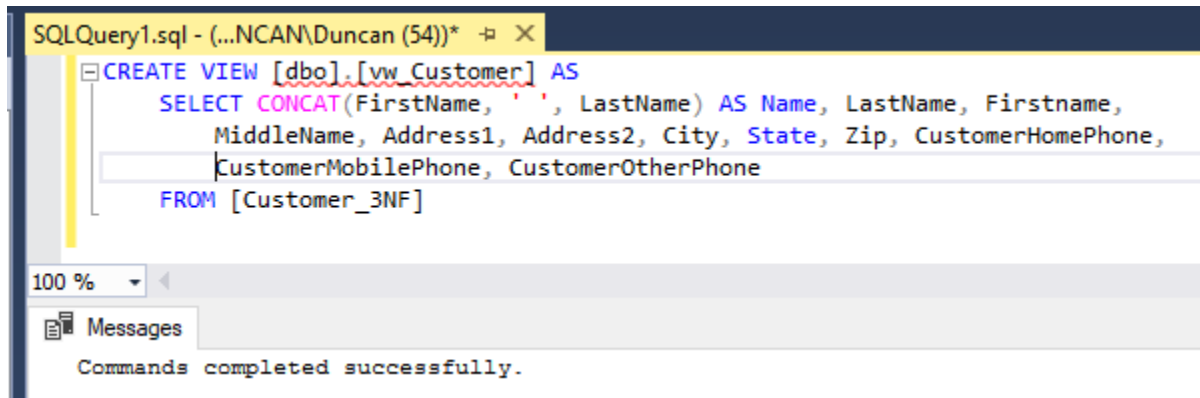 SQLQuery1.sql - (...NCAN\Duncan (54))*
CREATE VIEW [dbo].[vw_Customer] AS
SELECT CONCAT(FirstName, ' ', LastName) AS Name, LastName, Firstname,
MiddleName, Address1, Address2, City, State, Zip, CustomerHomePhone,
CustomerMobilePhone, CustomerOtherPhone
FROM [Customer_3NF]
100 %
Messages
Commands completed successfully.